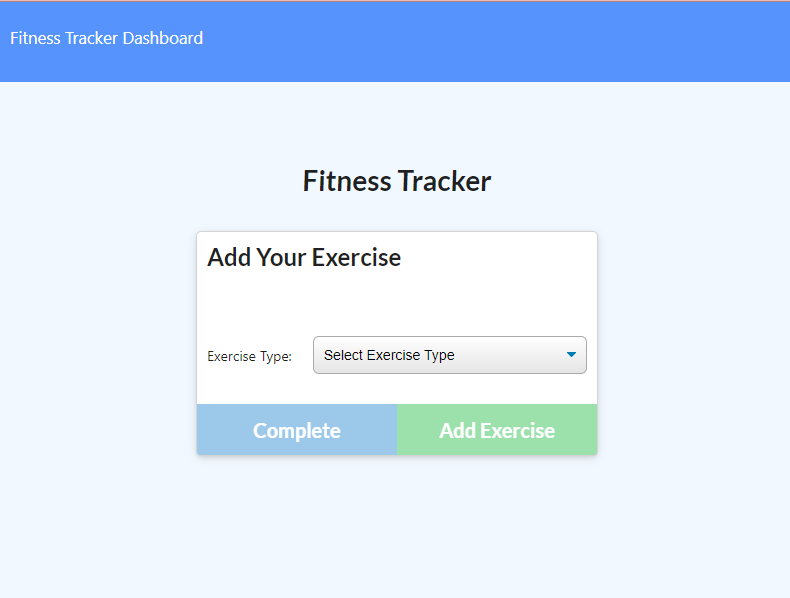 Fitness Tracker Dashboard
Fitness Tracker
Add Your Exercise
Exercise Type: Select Exercise Type
Complete Add Exercise